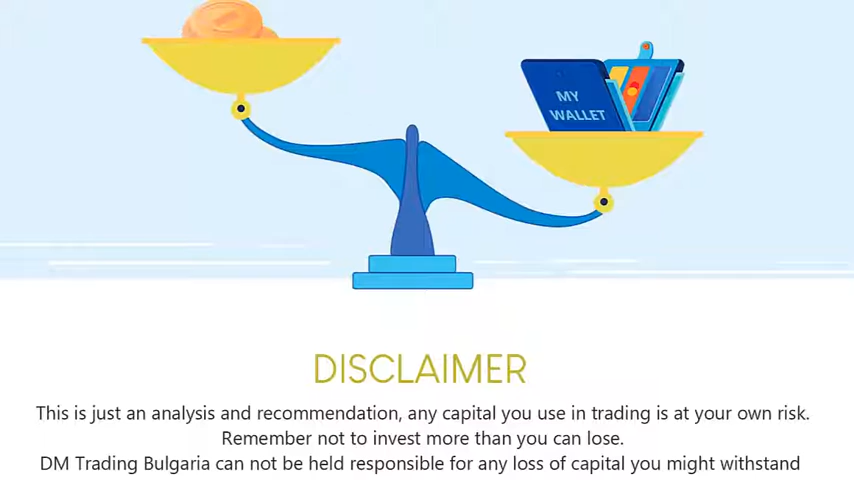 MY
WALLET
DISCLAIMER
This is just an analysis and recommendation, any capital you use in trading is at your own risk.
Remember not to invest more than you can lose.
DM Trading Bulgaria can not be held responsible for any loss of capital you might withstand